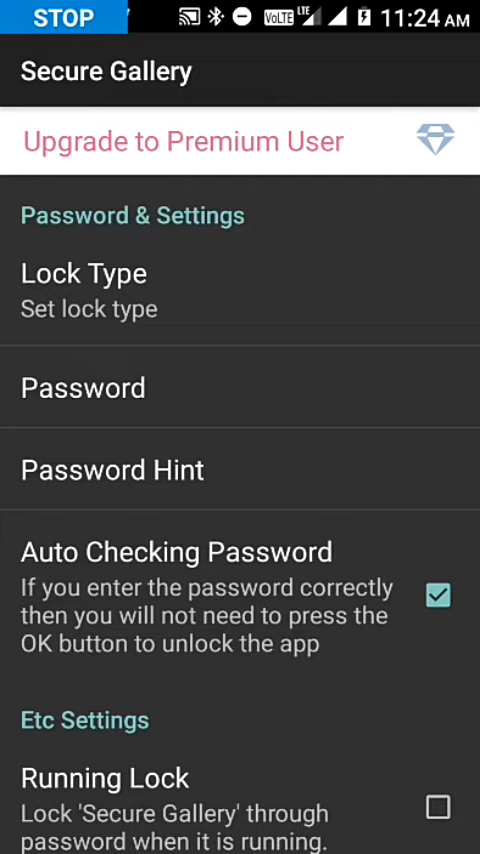 STOP VoLTE LTE 11:24 AM
Secure Gallery
Upgrade to Premium User
Password & Settings
Lock Type
Set lock type
Password
Password Hint
Auto Checking Password
If you enter the password correctly
then you will not need to press the
OK button to unlock the app
Etc Settings
Running Lock
Lock 'Secure Gallery' through
password when it is running.